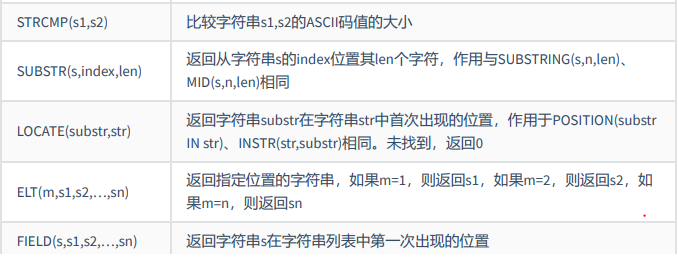 STRCMP(s1,s2)
比较字符串s1,s2的ASCII码值的大小
SUBSTR(s,index,len)
返回从字符串s的index位置其len个字符，作用与SUBSTRING(s,n,len)、
MID(s,n,len)相同
LOCATE(substr,str)
返回字符串substr在字符串str中首次出现的位置，作用于POSITION(substr
IN str)、INSTR(str,substr)相同。未找到，返回0
ELT(m,s1,s2,…,sn)
返回指定位置的字符串，如果m=1，则返回s1，如果m=2，则返回s2，如
果m=n，则返回sn
FIELD(s,s1,s2,…,sn)
返回字符串s在字符串列表中第一次出现的位置